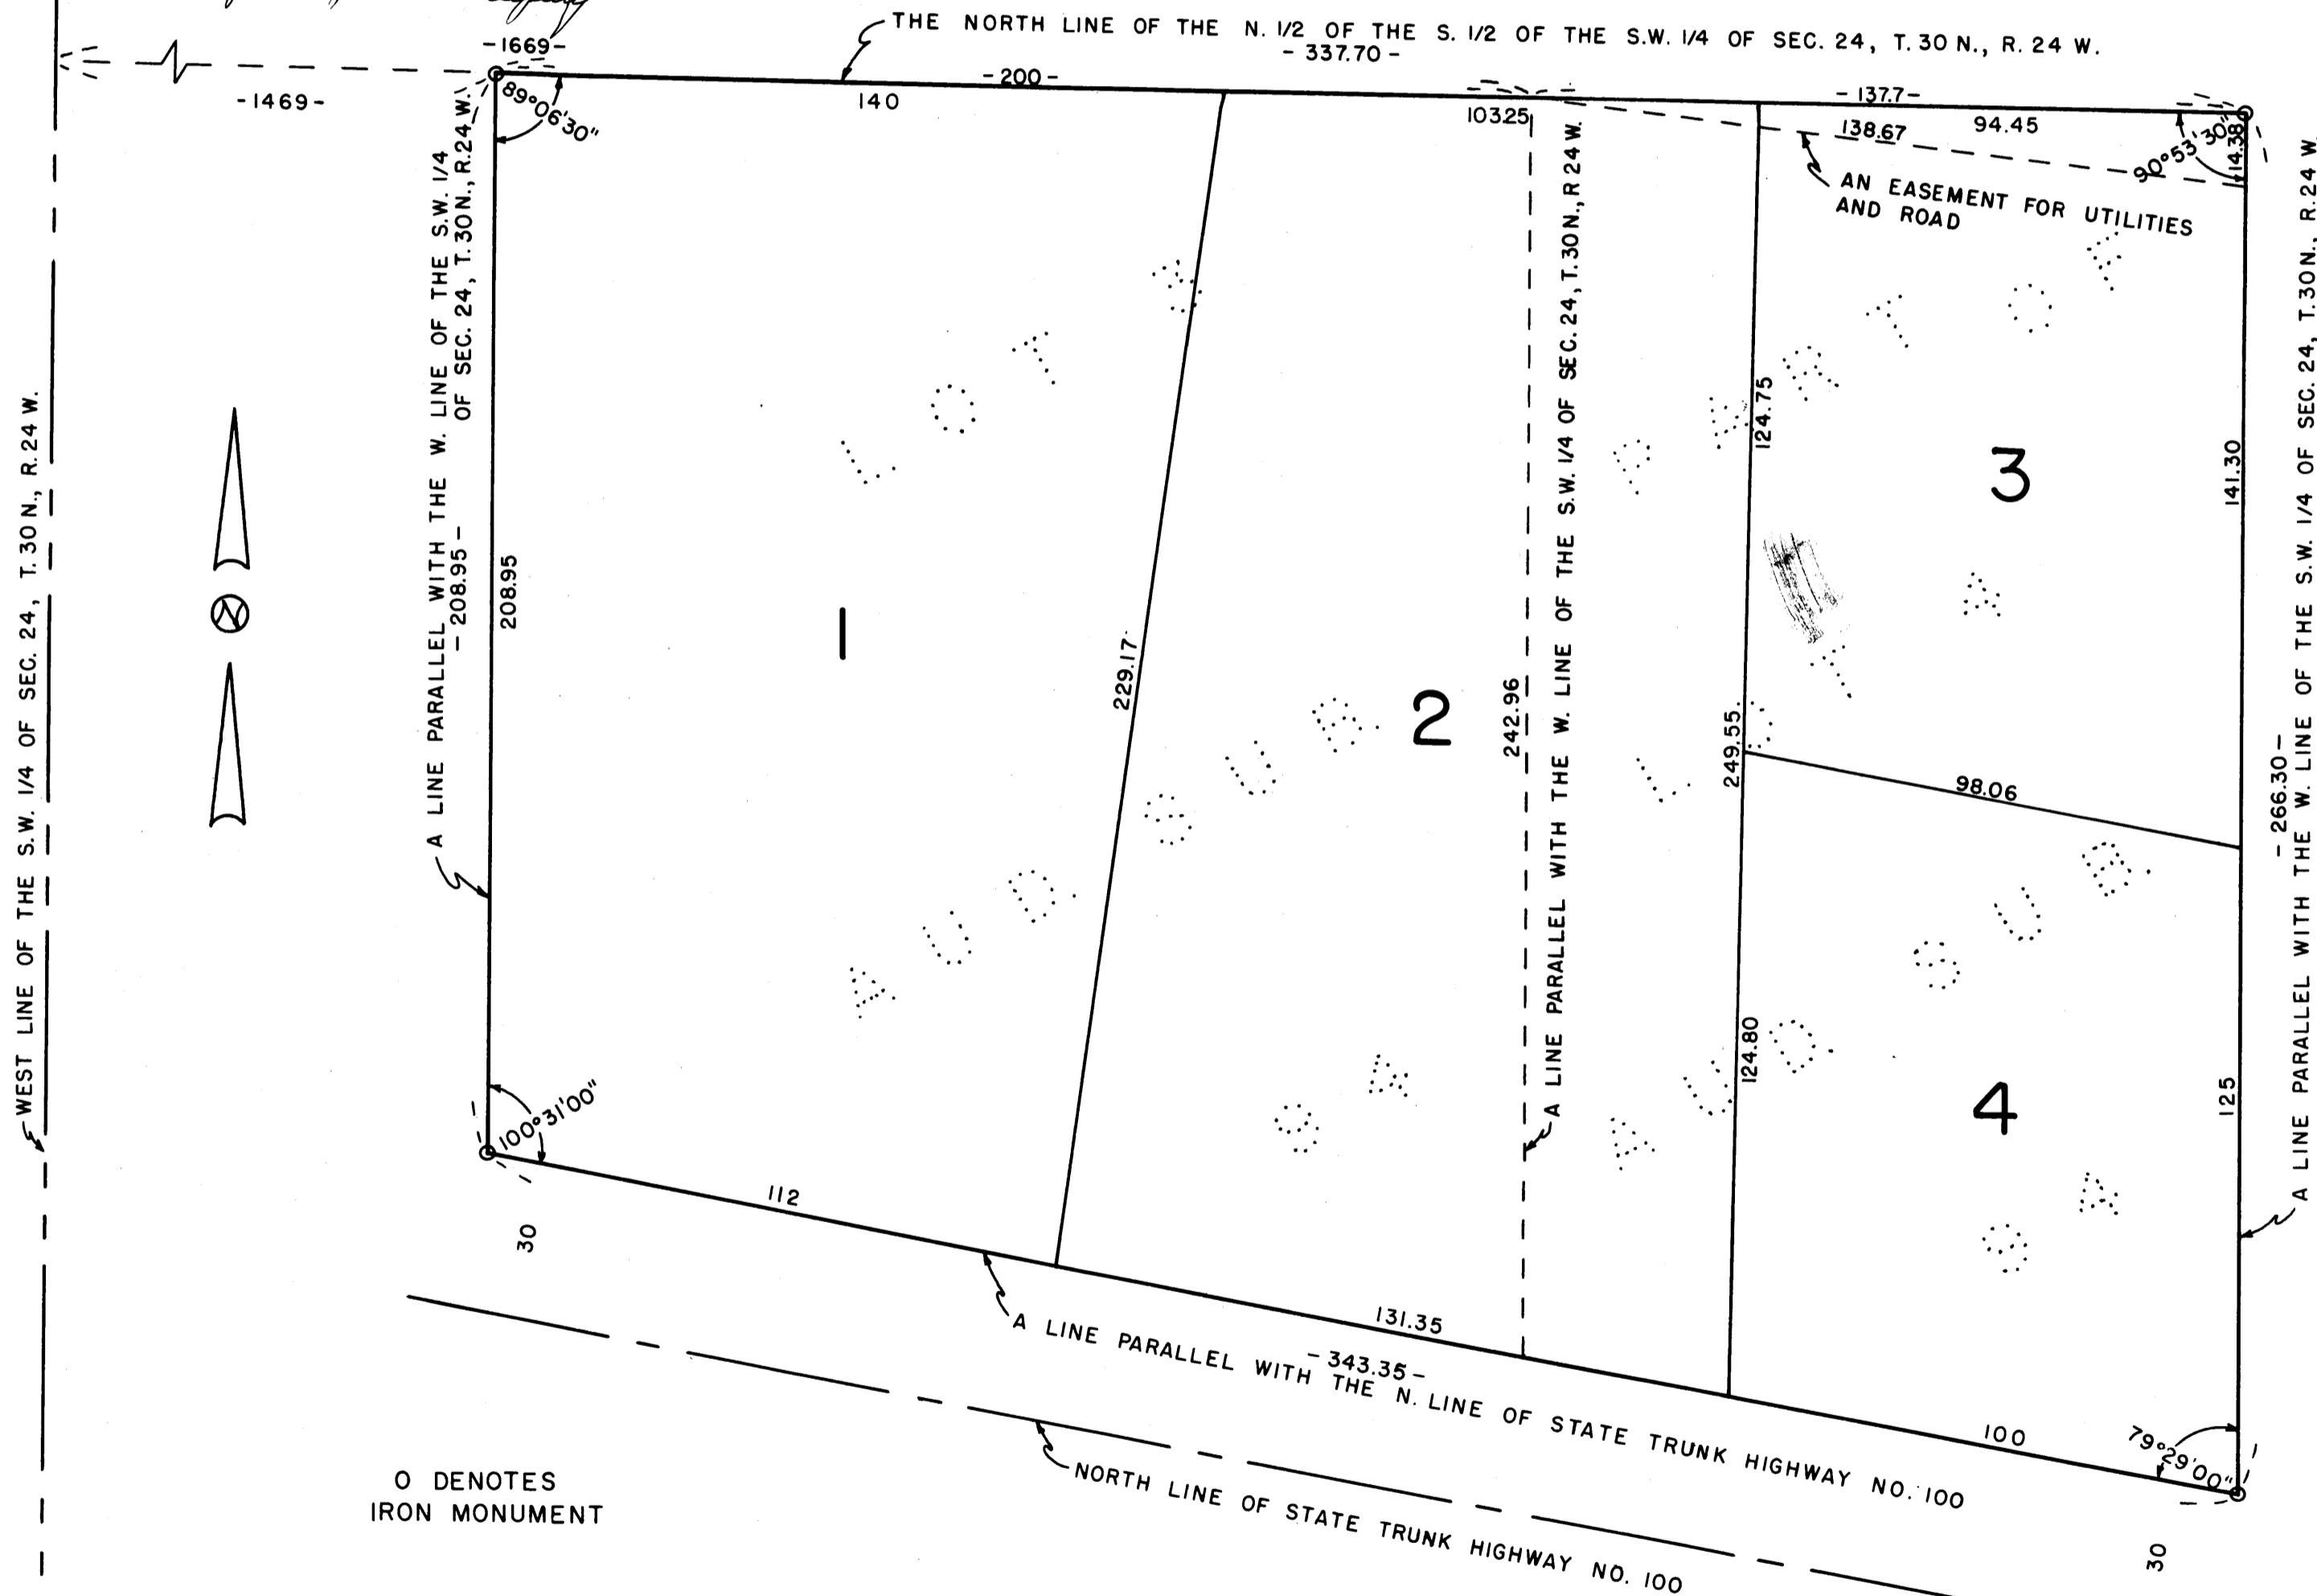 THE NORTH LINE OF THE N. 1/2 OF THE S. 1/2 OF THE S.W. 1/4 OF SEC. 24, T. 30 N., R. 24 W.
-1669-
- 337.70 -
-200-
-1469-
140
10325
-137.7-
138.67
94.45
14.38
89°06'30"
90°53'30"
AN EASEMENT FOR UTILITIES
AND ROAD
WEST LINE OF THE S.W. 1/4 OF SEC. 24, T. 30 N., R. 24 W.
N
A LINE PARALLEL WITH THE W. LINE OF THE S.W. 1/4
OF SEC. 24, T. 30 N., R. 24 W.
-208.95-
208.95
LOT
1
229.17
2
242.96
A LINE PARALLEL WITH THE W. LINE OF THE S.W. 1/4 OF SEC. 24, T. 30 N., R 24 W.
PART OF
124.75
3
141.30
LOT A
249.55
98.06
- 266.30 -
A LINE PARALLEL WITH THE W. LINE OF THE S.W. 1/4 OF SEC. 24, T. 30 N., R. 24 W.
AUD. SUB.
AUD. SUB.
124.80
4
125
100°31'00"
112
30
131.35
- 343.35 -
A LINE PARALLEL WITH THE N. LINE OF STATE TRUNK HIGHWAY NO. 100
100
79°29'00"
NORTH LINE OF STATE TRUNK HIGHWAY NO. 100
30
O DENOTES
IRON MONUMENT